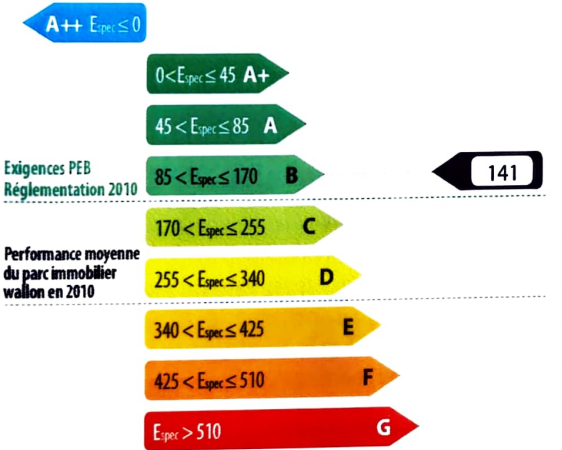 A++ Espec ≤ 0
0 < Espec ≤ 45 A+
45 < Espec ≤ 85 A
Exigences PEB
Réglementation 2010
85 < Espec ≤ 170 B
141
170 < Espec ≤ 255 C
Performance moyenne
du parc immobilier
wallon en 2010
255 < Espec ≤ 340 D
340 < Espec ≤ 425 E
425 < Espec ≤ 510 F
Espec > 510 G